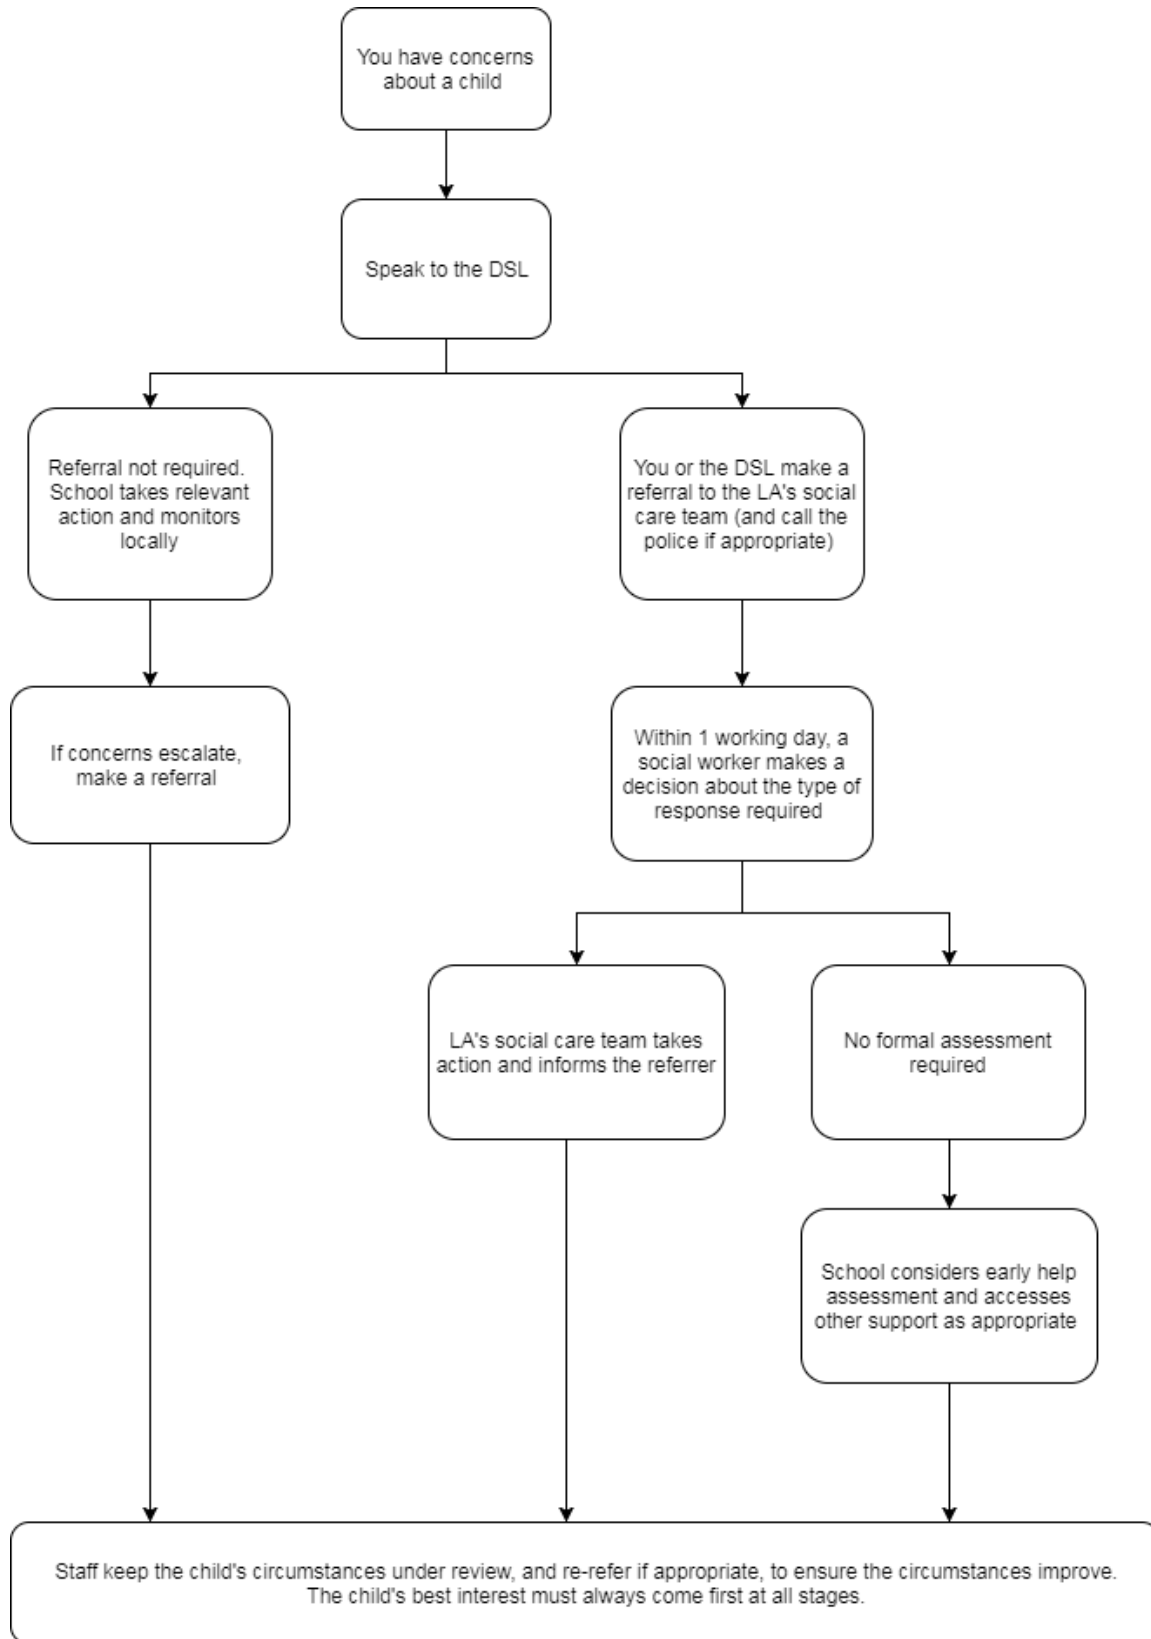 You have concerns
about a child
Speak to the DSL
Referral not required.
School takes relevant
action and monitors
locally
You or the DSL make a
referral to the LA's social
care team (and call the
police if appropriate)
If concerns escalate,
make a referral
Within 1 working day, a
social worker makes a
decision about the type of
response required
LA's social care team takes
action and informs the referrer
No formal assessment
required
School considers early help
assessment and accesses
other support as appropriate
Staff keep the child's circumstances under review, and re-refer if appropriate, to ensure the circumstances improve.
The child's best interest must always come first at all stages.